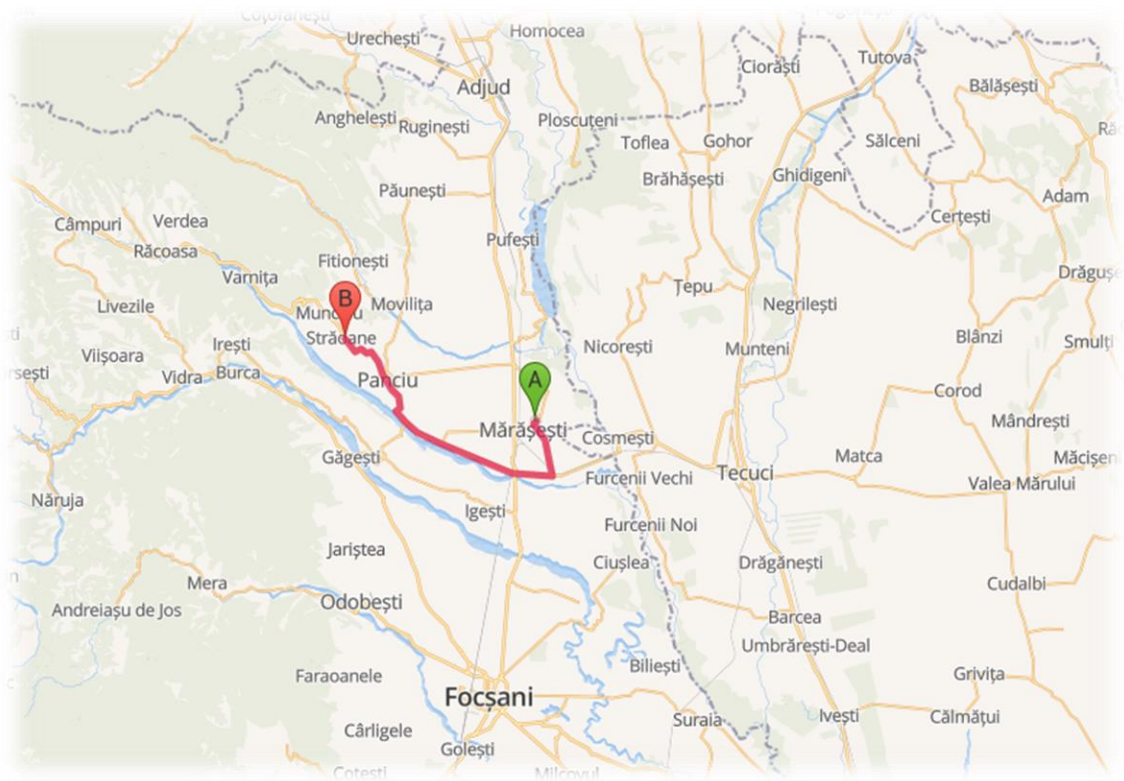 Homocea
Urechești
Tutova
Ciorăști
Adjud
Bălășești
Anghelești
Ruginești
Ploscuțeni
Toflea
Gohor
Sălceni
Brăhășești
Ghidigeni
Păunești
Adam
Certești
Câmpuri
Verdea
Răcoasa
Pufești
Fitionești
Varnița
Țepu
B
Movilița
Negrilești
Livezile
Străoane
Blânzi
Smulți
Irești
Nicorești
Munteni
Viișoara
Vidra
Burca
Panciu
A
Corod
Mândrești
Mărășești
Cosmești
Găgești
Matca
Tecuci
Furcenii Vechi
Valea Mărului
Năruja
Igești
Furcenii Noi
Jariștea
Ciușlea
Drăgănești
Mera
Cudalbi
Odobești
Andreiașu de Jos
Barcea
Umbrărești-Deal
Biliești
Faraoanele
Grivița
Focșani
Suraia
Ivești
Călmățui
Cârligele
Golești
Milcovul